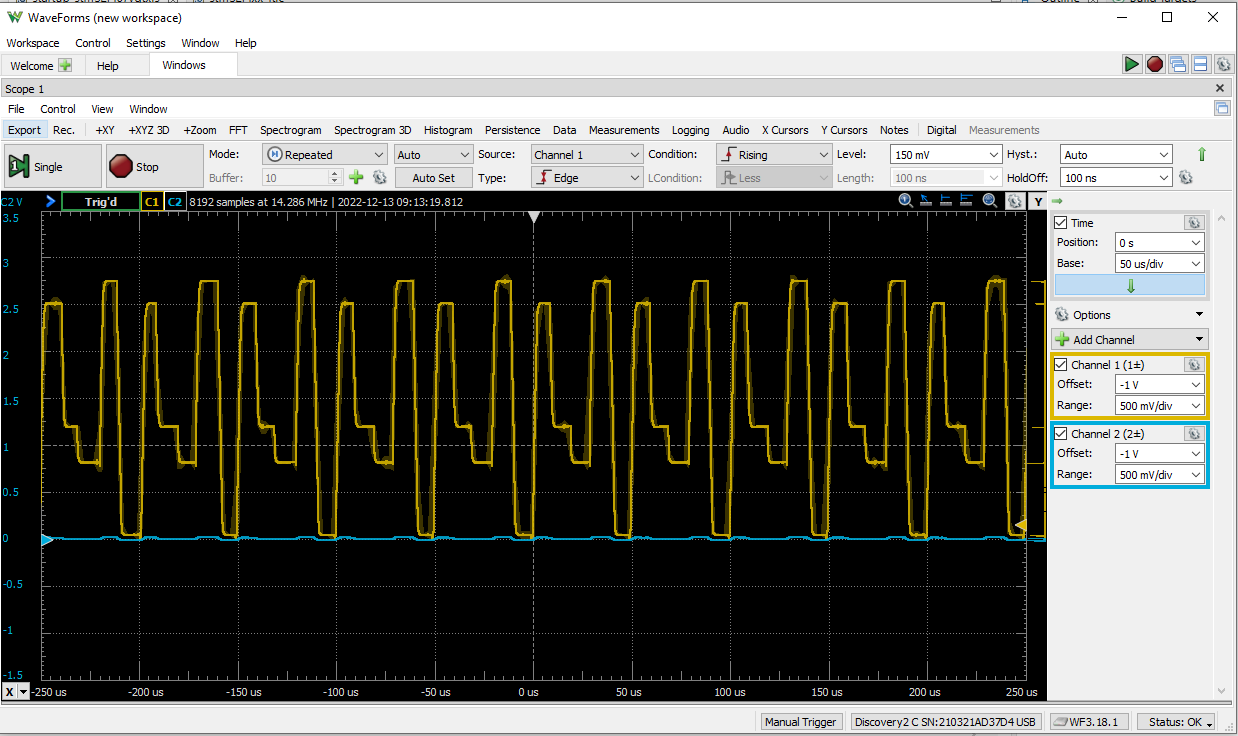 WaveForms (new workspace)
Workspace Control Settings Window Help
Welcome Help Windows
Scope 1
File Control View Window
Export Rec. +XY +XYZ 3D +Zoom FFT Spectrogram Spectrogram 3D Histogram Persistence Data Measurements Logging Audio X Cursors Y Cursors Notes Digital Measurements
Single Stop Mode: Repeated Auto Source: Channel 1 Condition: Rising Level: 150 mV Hyst.: Auto
Buffer: 10 Auto Set Type: Edge LCondition: Less Length: 100 ns HoldOff: 100 ns
C2 V Trig'd C1 C2 8192 samples at 14.286 MHz | 2022-12-13 09:13:19.812 Y
3.5
3
2.5
2
1.5
1
0.5
0
-0.5
-1
-1.5
X -250 us -200 us -150 us -100 us -50 us 0 us 50 us 100 us 150 us 200 us 250 us
Time
Position: 0 s
Base: 50 us/div
Options
Add Channel
Channel 1 (1±)
Offset: -1 V
Range: 500 mV/div
Channel 2 (2±)
Offset: -1 V
Range: 500 mV/div
Manual Trigger Discovery2 C SN:210321AD37D4 USB WF3.18.1 Status: OK